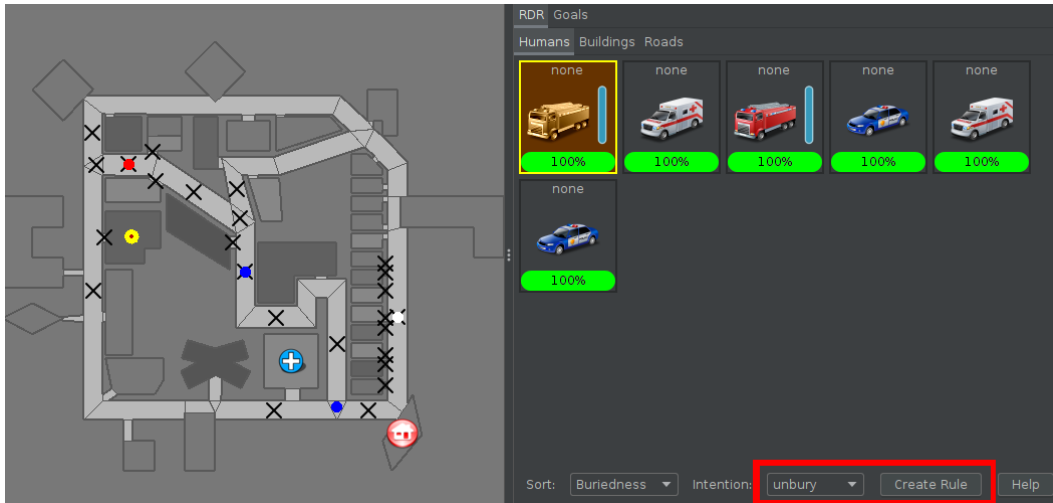 RDR Goals
Humans Buildings Roads
none none none none none
100% 100% 100% 100% 100%
none
100%
Sort: Buriedness Intention: unbury Create Rule Help